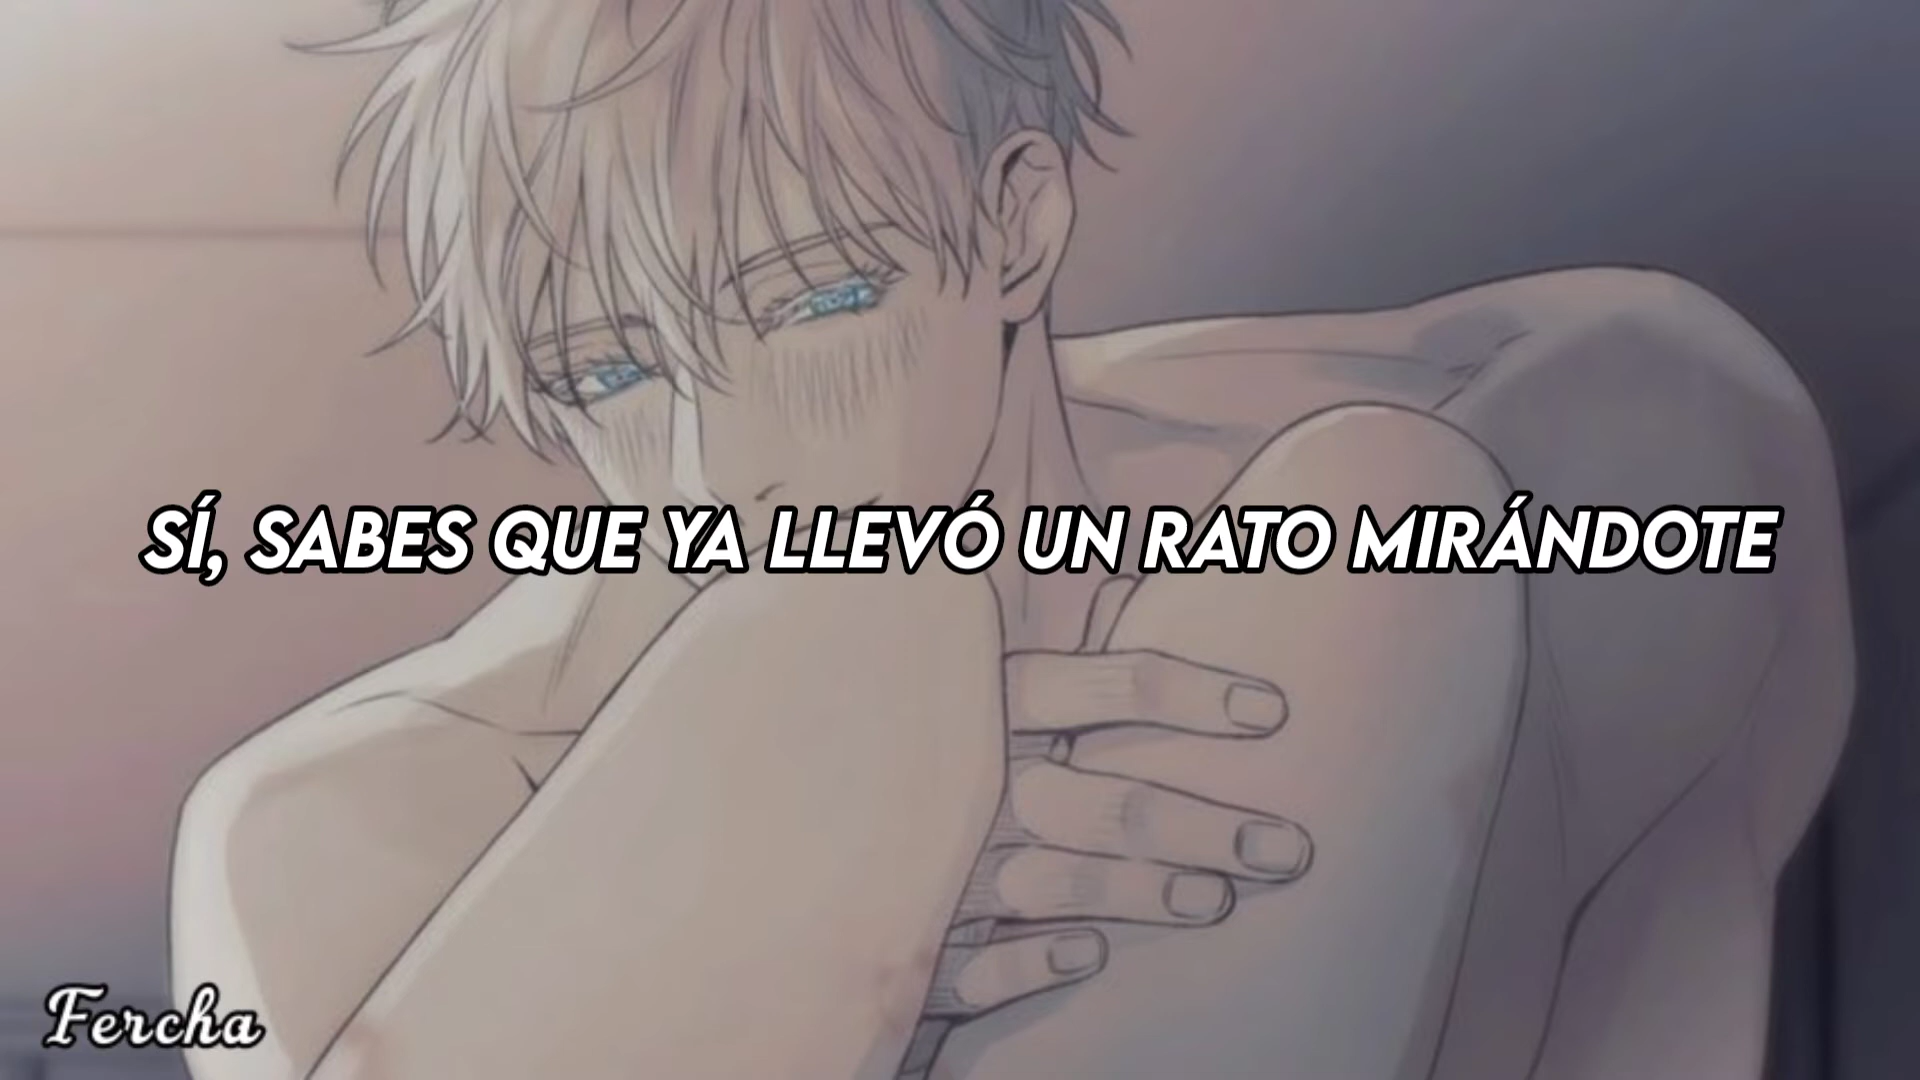 SÍ, SABES QUE YA LLEVÓ UN RATO MIRÁNDOTE
Fercha